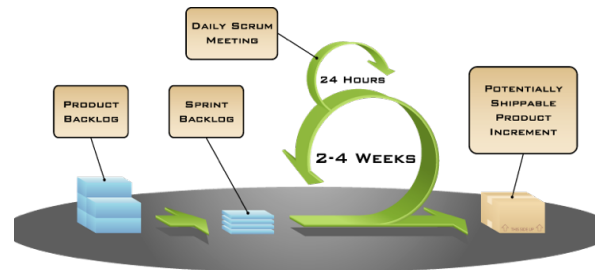 DAILY SCRUM
MEETING
24 HOURS
PRODUCT
BACKLOG
SPRINT
BACKLOG
POTENTIALLY
SHIPPABLE
PRODUCT
INCREMENT
2-4 WEEKS